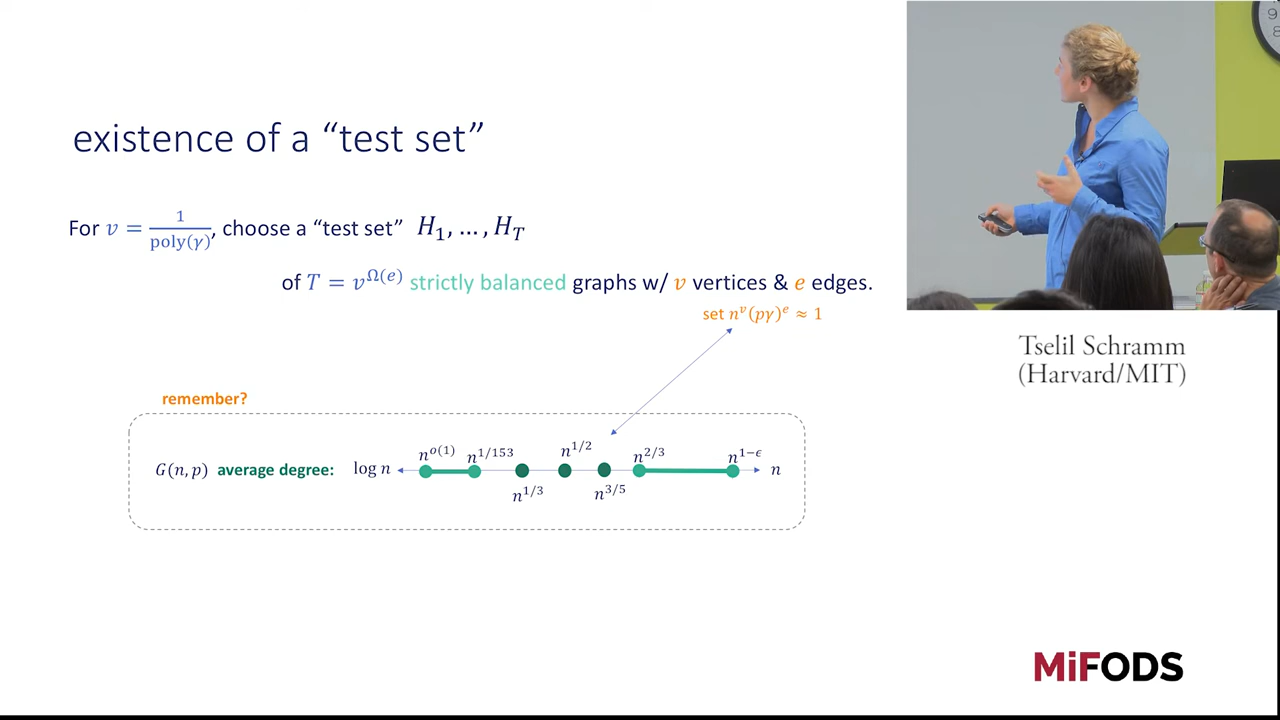 existence of a “test set”
For v = 1/poly(γ), choose a “test set” H₁, … , H_T
of T = v^Ω(e) strictly balanced graphs w/ v vertices & e edges.
set n^v(pγ)^e ≈ 1
remember?
G(n, p) average degree: log n n^o(1) n^1/153 n^1/3 n^1/2 n^3/5 n^2/3 n^1−ϵ n
Tselil Schramm
(Harvard/MIT)
MiFODS
9
8